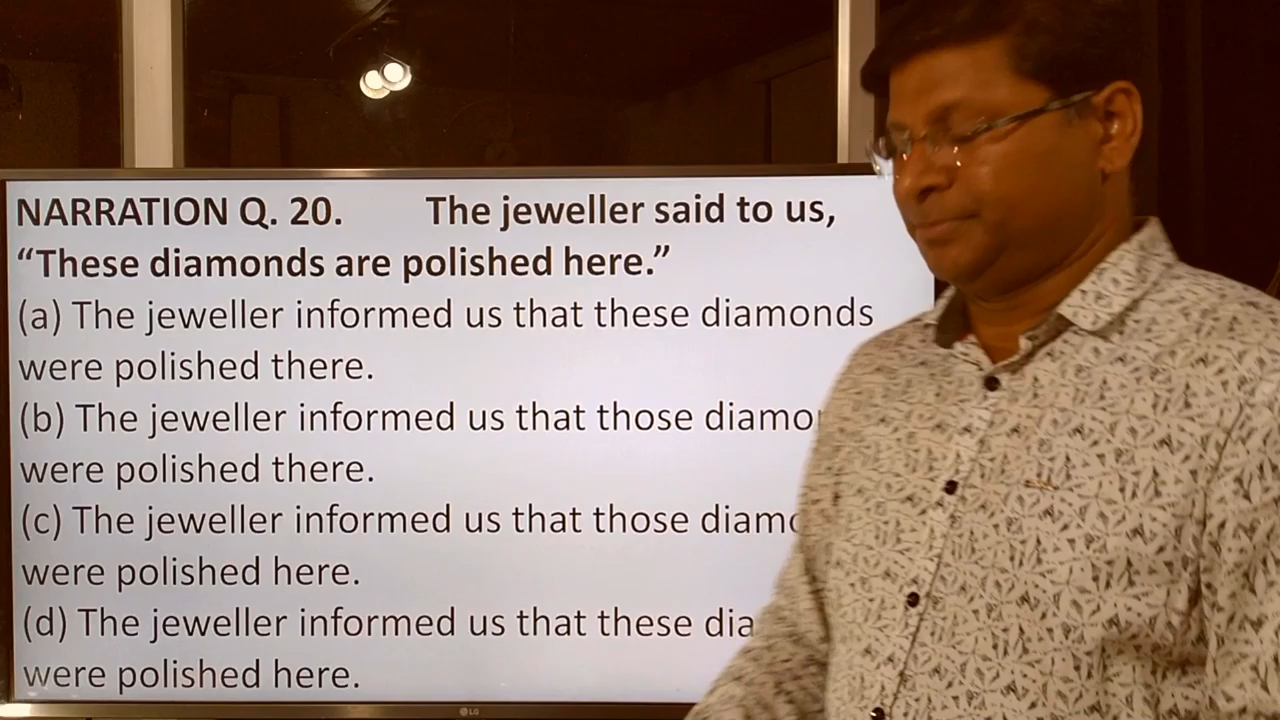 NARRATION Q. 20. The jeweller said to us,
“These diamonds are polished here.”
(a) The jeweller informed us that these diamonds
were polished there.
(b) The jeweller informed us that those
were polished there.
(c) The jeweller informed us that those
were polished here.
(d) The jeweller informed us that these
were polished here.
LG